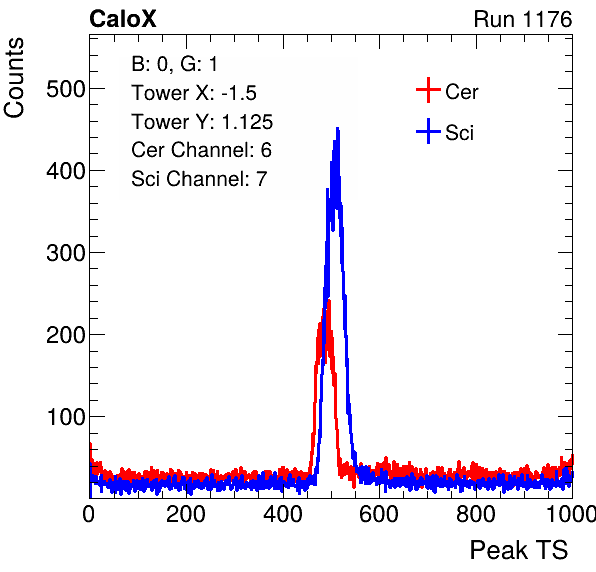 CaloX Run 1176
Counts
B: 0, G: 1
Tower X: -1.5
Tower Y: 1.125
Cer Channel: 6
Sci Channel: 7
Cer
Sci
500
400
300
200
100
0 200 400 600 800 1000
Peak TS